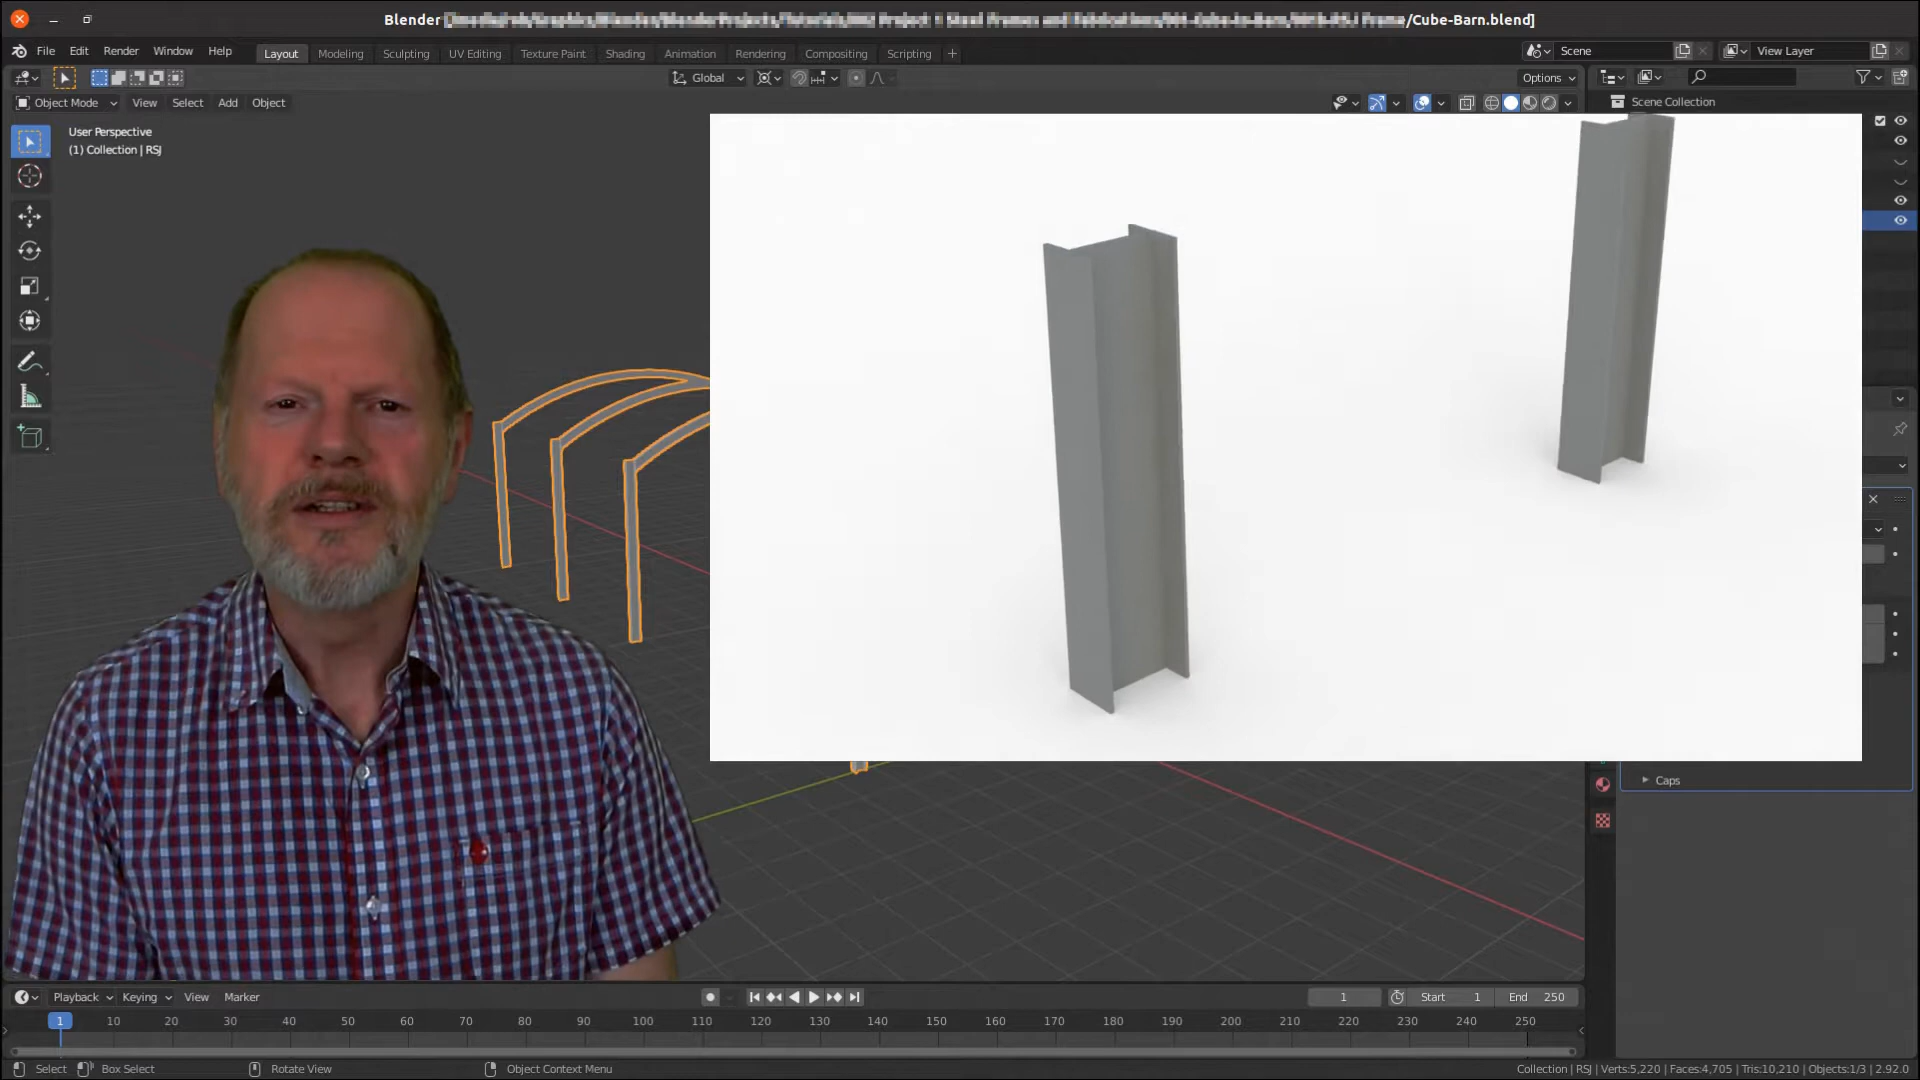 Blender
/Cube-Barn.blend]
File Edit Render Window Help
Layout Modeling Sculpting UV Editing Texture Paint Shading Animation Rendering Compositing Scripting +
Scene
View Layer
Global
Options
Object Mode View Select Add Object
Scene Collection
User Perspective
(1) Collection | RSJ
Caps
Playback Keying View Marker
1
Start 1
End 250
1 10 20 30 40 50 60 70 80 90 100 110 120 130 140 150 160 170 180 190 200 210 220 230 240 250
Select Box Select Rotate View Object Context Menu
Collection | RSJ | Verts:5,220 | Faces:4,705 | Tris:10,210 | Objects:1/3 | 2.92.0